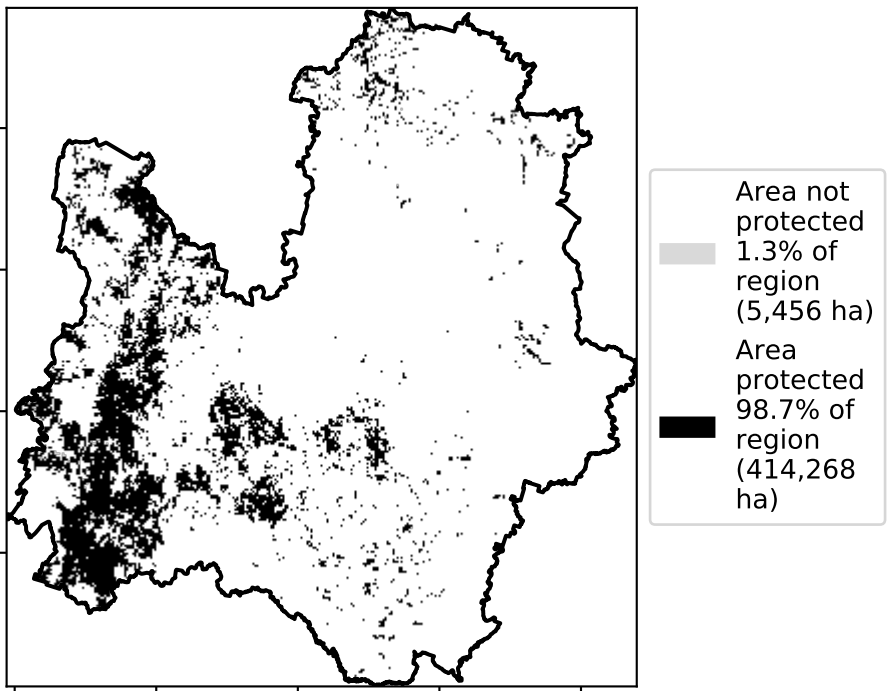 Area not
protected
1.3% of
region
(5,456 ha)
Area
protected
98.7% of
region
(414,268
ha)